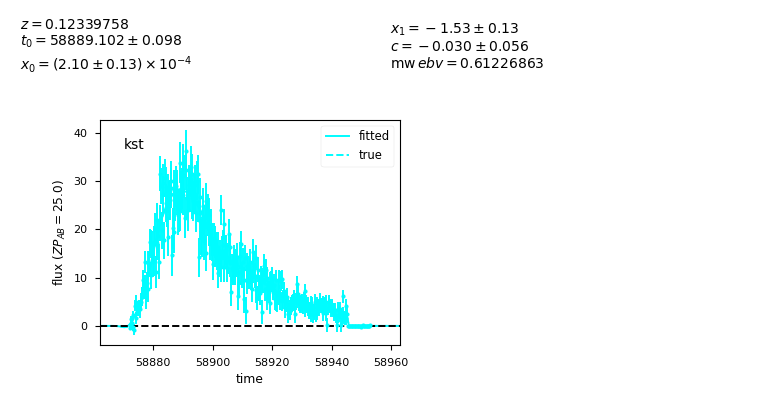 z = 0.12339758
t₀ = 58889.102 ± 0.098
x₀ = (2.10 ± 0.13) × 10⁻⁴
x₁ = −1.53 ± 0.13
c = −0.030 ± 0.056
mw ebv = 0.61226863
kst
fitted
true
flux (ZP_AB = 25.0)
40
30
20
10
0
58880 58900 58920 58940 58960
time